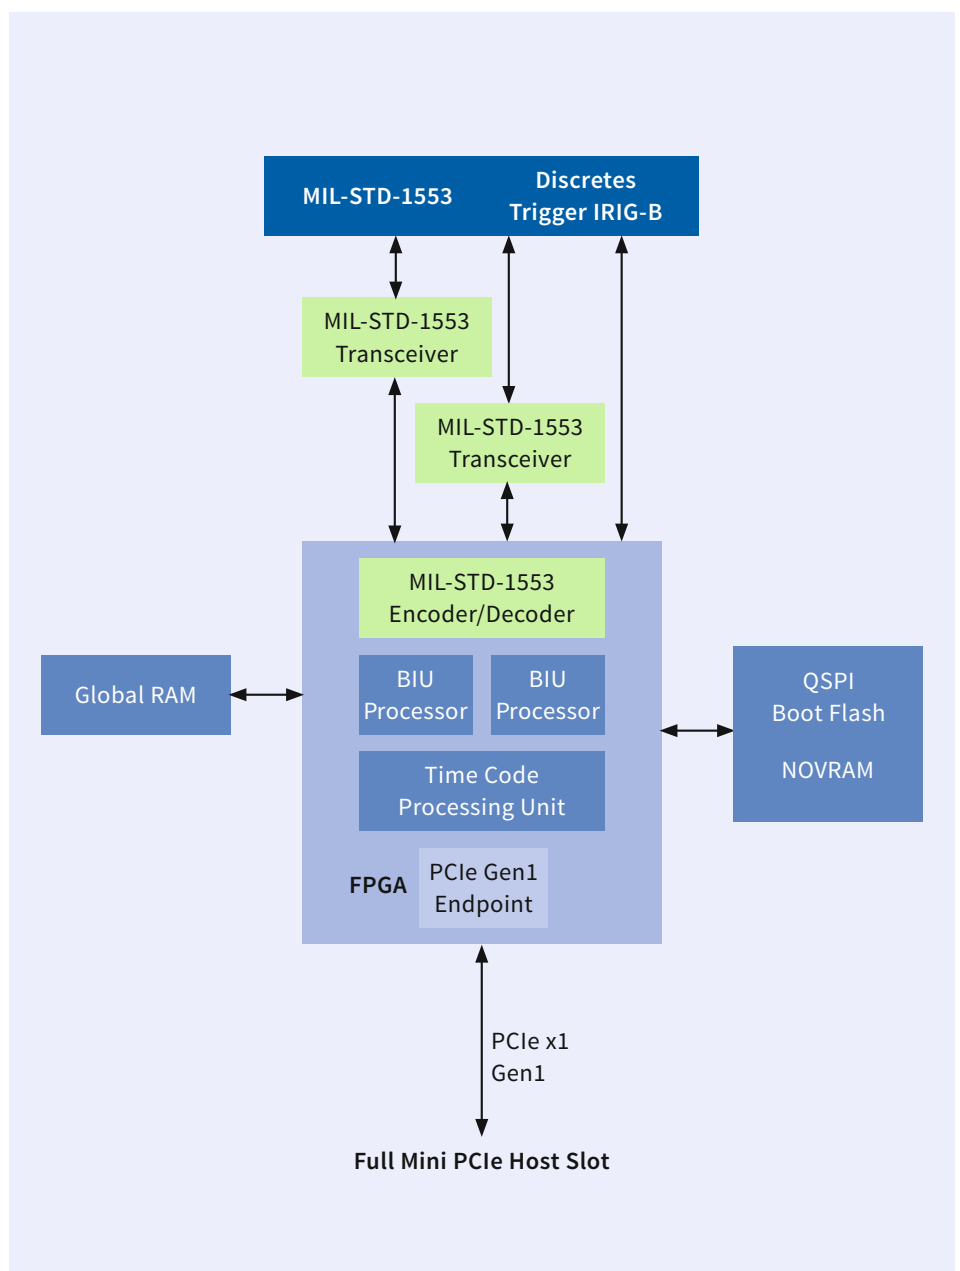 MIL-STD-1553
Discretes
Trigger IRIG-B
MIL-STD-1553
Transceiver
MIL-STD-1553
Transceiver
MIL-STD-1553
Encoder/Decoder
Global RAM
BIU
Processor
BIU
Processor
QSPI
Boot Flash
NOVRAM
Time Code
Processing Unit
FPGA
PCIe Gen1
Endpoint
PCIe x1
Gen1
Full Mini PCIe Host Slot